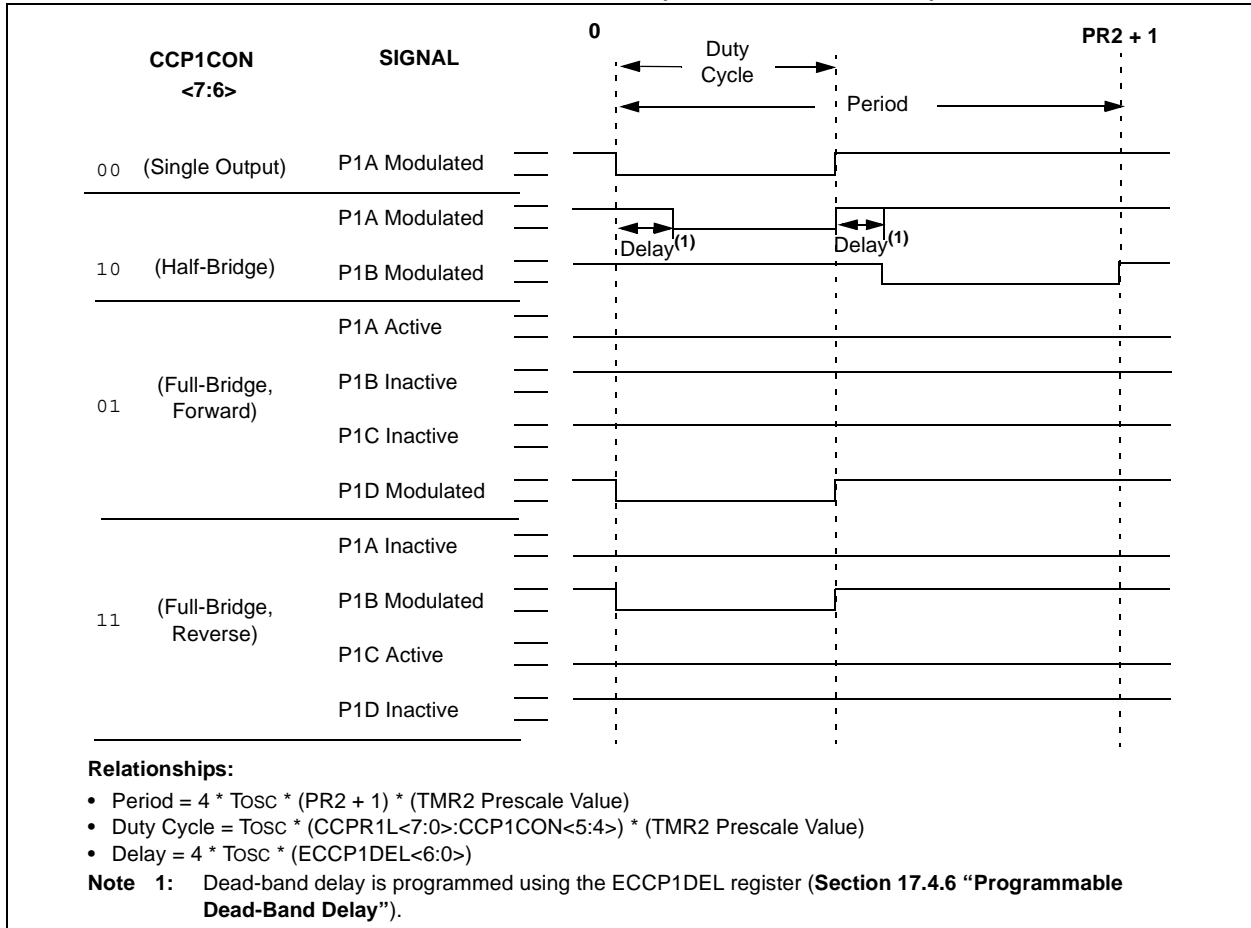 0
PR2 + 1
CCP1CON
<7:6>
SIGNAL
Duty
Cycle
Period
00 (Single Output) P1A Modulated
P1A Modulated
Delay(1) Delay(1)
10 (Half-Bridge) P1B Modulated
P1A Active
P1B Inactive
01 (Full-Bridge,
Forward)
P1C Inactive
P1D Modulated
P1A Inactive
P1B Modulated
11 (Full-Bridge,
Reverse)
P1C Active
P1D Inactive
Relationships:
• Period = 4 * TOSC * (PR2 + 1) * (TMR2 Prescale Value)
• Duty Cycle = TOSC * (CCPR1L<7:0>:CCP1CON<5:4>) * (TMR2 Prescale Value)
• Delay = 4 * TOSC * (ECCP1DEL<6:0>)
Note 1: Dead-band delay is programmed using the ECCP1DEL register (Section 17.4.6 “Programmable
Dead-Band Delay”).